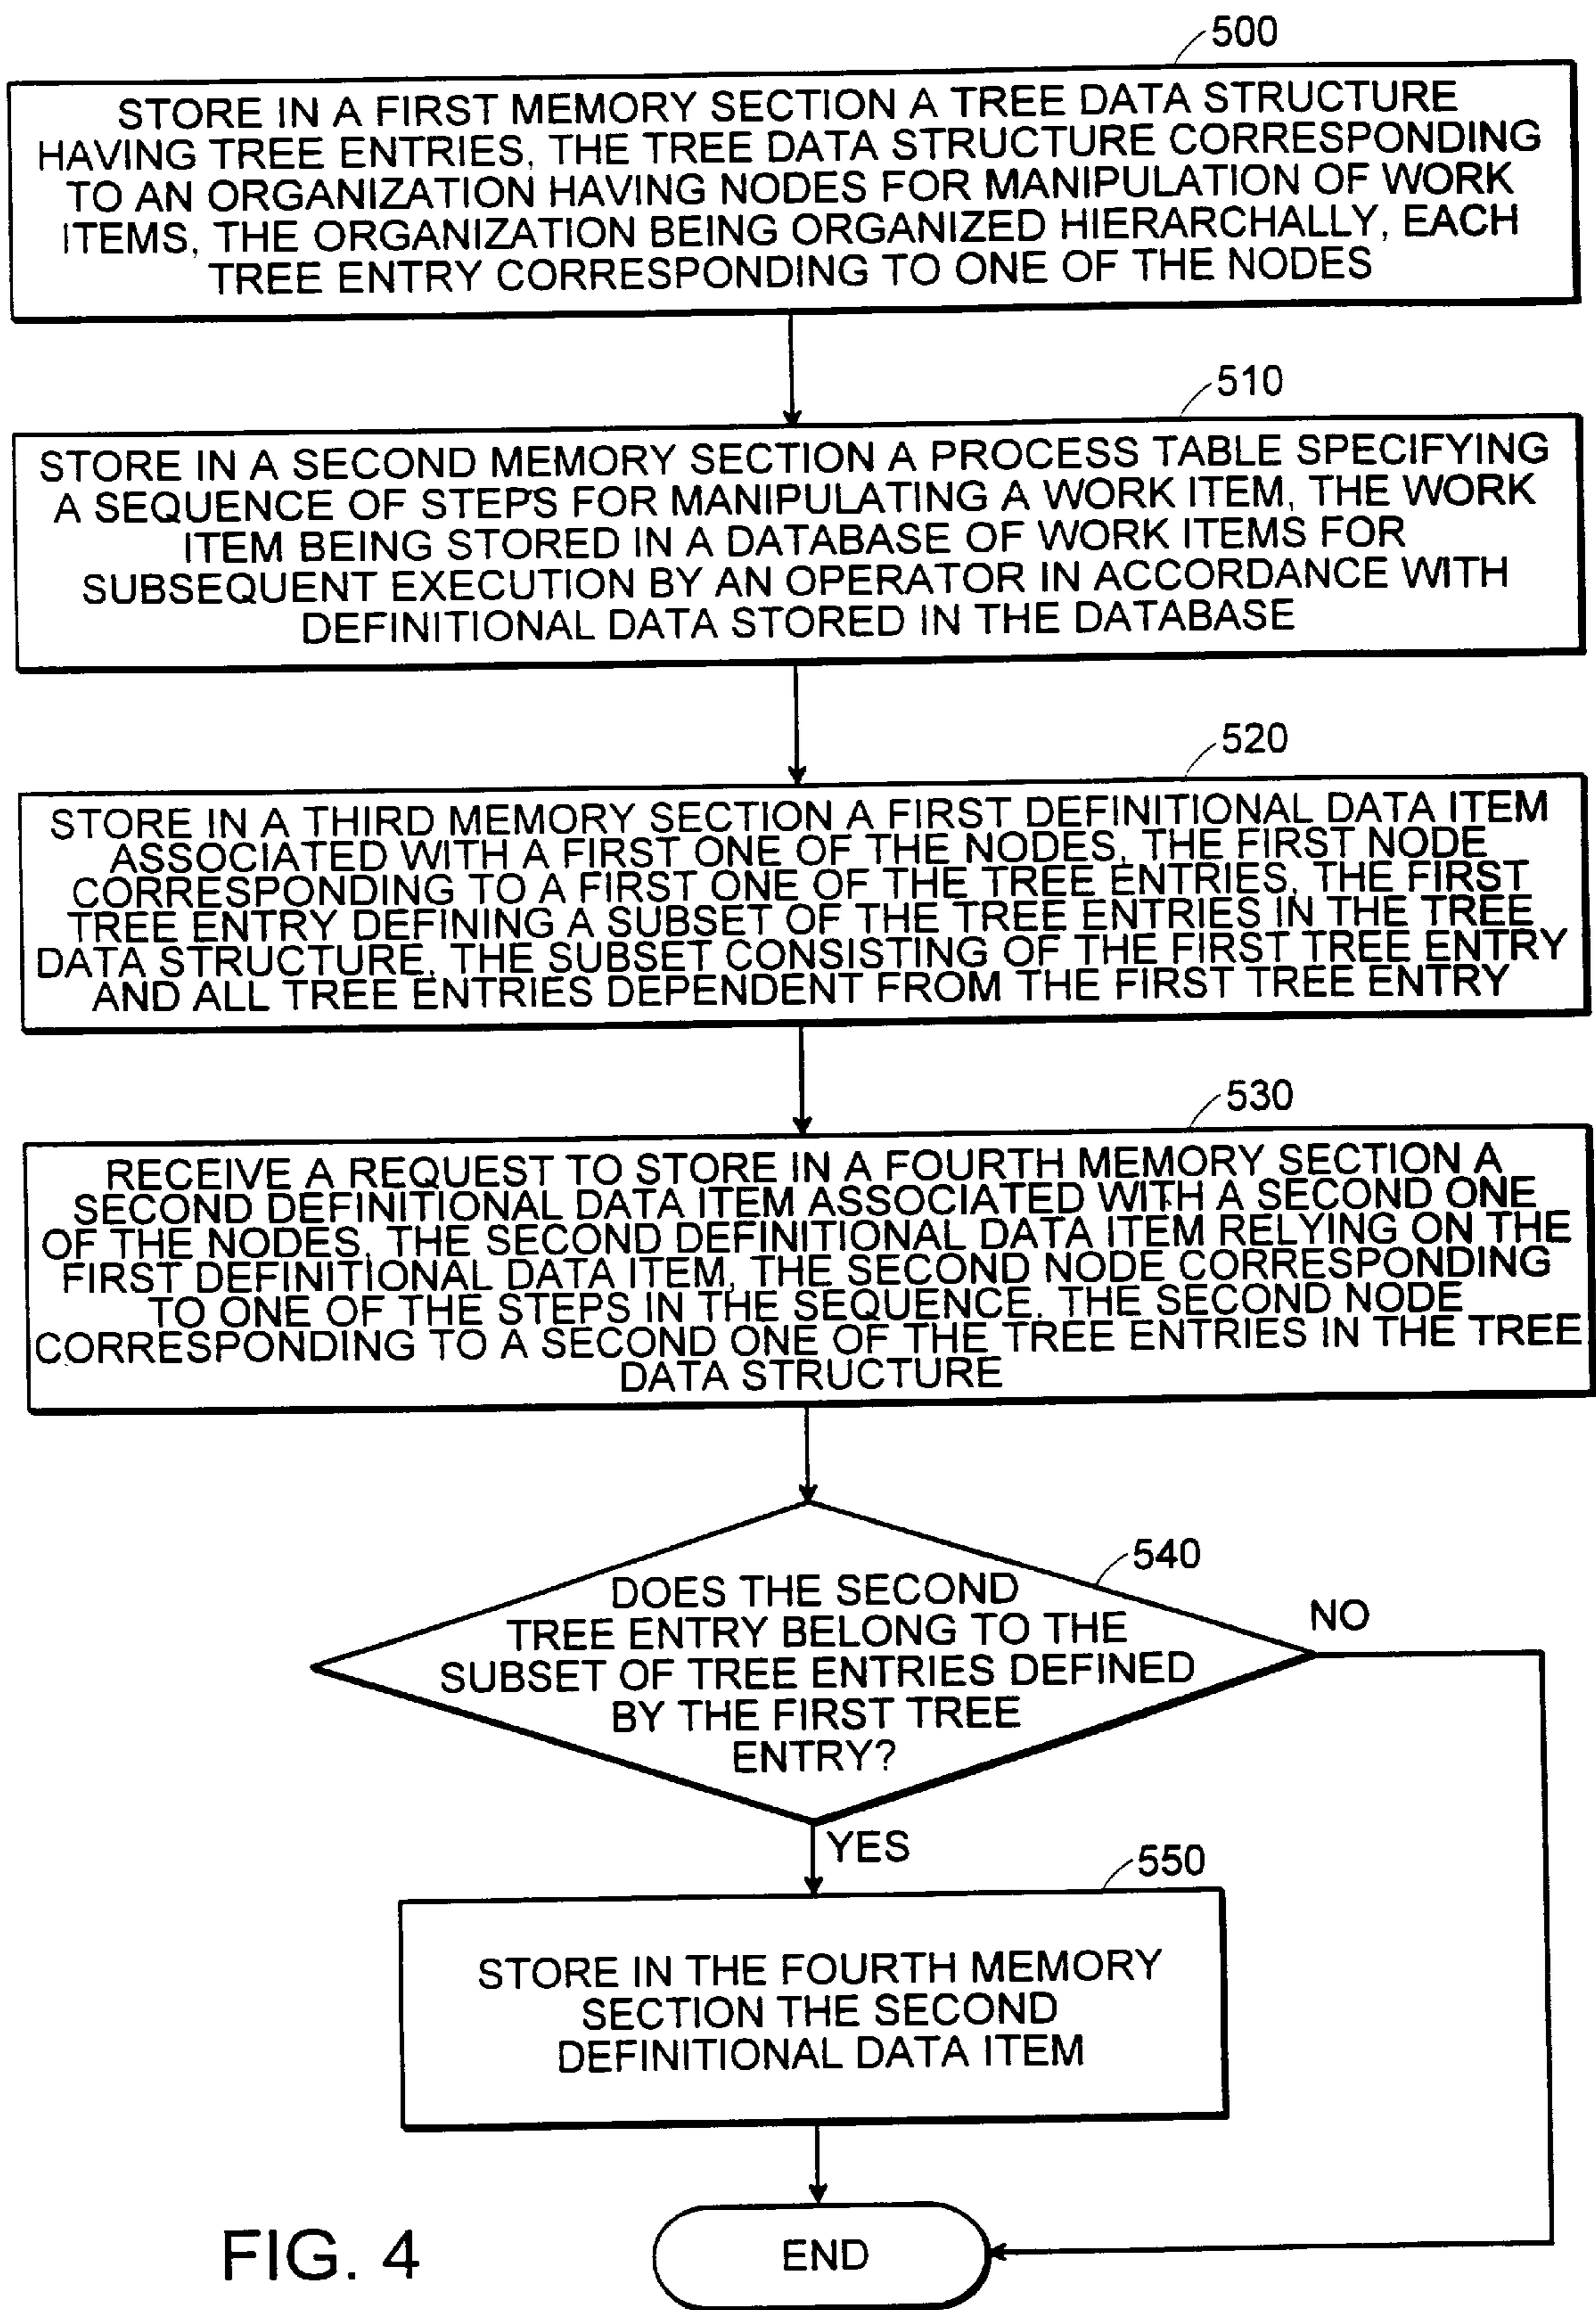 500
STORE IN A FIRST MEMORY SECTION A TREE DATA STRUCTURE
HAVING TREE ENTRIES, THE TREE DATA STRUCTURE CORRESPONDING
TO AN ORGANIZATION HAVING NODES FOR MANIPULATION OF WORK
ITEMS, THE ORGANIZATION BEING ORGANIZED HIERARCHALLY, EACH
TREE ENTRY CORRESPONDING TO ONE OF THE NODES
510
STORE IN A SECOND MEMORY SECTION A PROCESS TABLE SPECIFYING
A SEQUENCE OF STEPS FOR MANIPULATING A WORK ITEM, THE WORK
ITEM BEING STORED IN A DATABASE OF WORK ITEMS FOR
SUBSEQUENT EXECUTION BY AN OPERATOR IN ACCORDANCE WITH
DEFINITIONAL DATA STORED IN THE DATABASE
520
STORE IN A THIRD MEMORY SECTION A FIRST DEFINITIONAL DATA ITEM
ASSOCIATED WITH A FIRST ONE OF THE NODES, THE FIRST NODE
CORRESPONDING TO A FIRST ONE OF THE TREE ENTRIES, THE FIRST
TREE ENTRY DEFINING A SUBSET OF THE TREE ENTRIES IN THE TREE
DATA STRUCTURE, THE SUBSET CONSISTING OF THE FIRST TREE ENTRY
AND ALL TREE ENTRIES DEPENDENT FROM THE FIRST TREE ENTRY
530
RECEIVE A REQUEST TO STORE IN A FOURTH MEMORY SECTION A
SECOND DEFINITIONAL DATA ITEM ASSOCIATED WITH A SECOND ONE
OF THE NODES, THE SECOND DEFINITIONAL DATA ITEM RELYING ON THE
FIRST DEFINITIONAL DATA ITEM, THE SECOND NODE CORRESPONDING
TO ONE OF THE STEPS IN THE SEQUENCE, THE SECOND NODE
CORRESPONDING TO A SECOND ONE OF THE TREE ENTRIES IN THE TREE
DATA STRUCTURE
540
DOES THE SECOND
TREE ENTRY BELONG TO THE
SUBSET OF TREE ENTRIES DEFINED
BY THE FIRST TREE
ENTRY?
NO
YES
550
STORE IN THE FOURTH MEMORY
SECTION THE SECOND
DEFINITIONAL DATA ITEM
END
FIG. 4